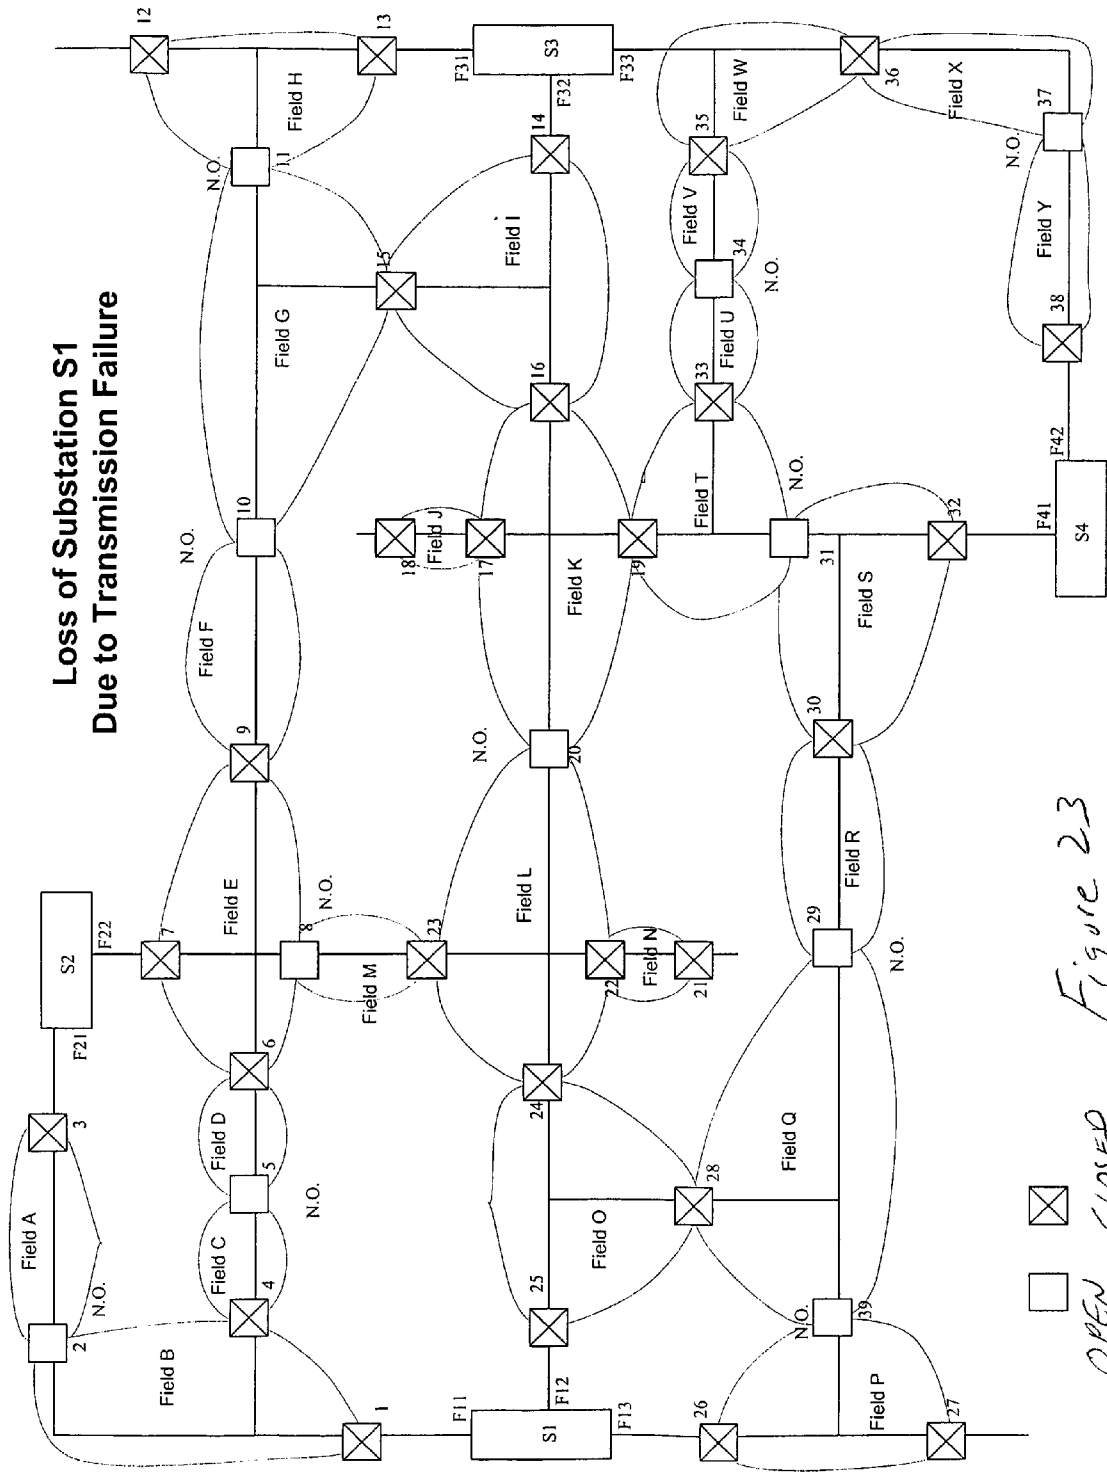 Loss of Substation S1
Due to Transmission Failure
S2
F21
F22
3
Field A
N.O.
2
Field B
1
Field C
4
5
N.O.
Field D
6
7
Field E
8
N.O.
Field M
23
9
Field F
N.O.
10
Field G
N.O.
11
Field H
12
13
F31
S3
F32
F33
14
Field I
15
16
18
Field J
17
Field K
19
N.O.
20
Field L
22
Field N
21
24
25
Field O
F11
S1
F12
F13
26
27
Field P
N.O.
39
28
Field Q
29
N.O.
Field R
30
Field S
31
N.O.
32
F41
S4
F42
Field T
33
Field U
34
N.O.
Field V
35
Field W
36
Field X
N.O.
37
Field Y
38
OPEN
CLOSED
Figure 23